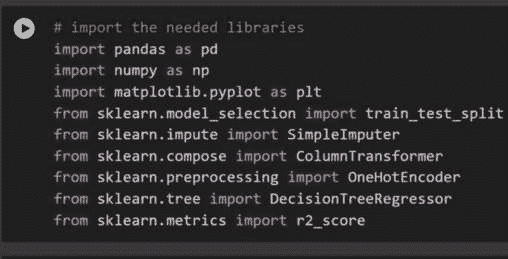 # import the needed libraries
import pandas as pd
import numpy as np
import matplotlib.pyplot as plt
from sklearn.model_selection import train_test_split
from sklearn.impute import SimpleImputer
from sklearn.compose import ColumnTransformer
from sklearn.preprocessing import OneHotEncoder
from sklearn.tree import DecisionTreeRegressor
from sklearn.metrics import r2_score